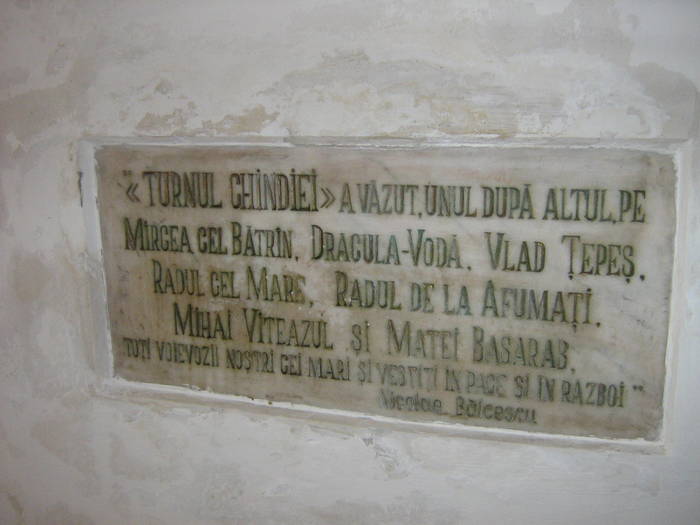 "«TURNUL CHINDIEI» A VĂZUT, UNUL DUPĂ ALTUL, PE
MIRCEA CEL BĂTRÎN, DRACULA-VODĂ, VLAD ȚEPEȘ,
RADUL CEL MARE, RADUL DE LA AFUMAȚI,
MIHAI VITEAZUL ȘI MATEI BASARAB,
TOȚI VOIEVOZII NOȘTRI CEI MARI ȘI VESTIȚI IN PACE ȘI ÎN RAZBOI"
Nicolae Bălcescu